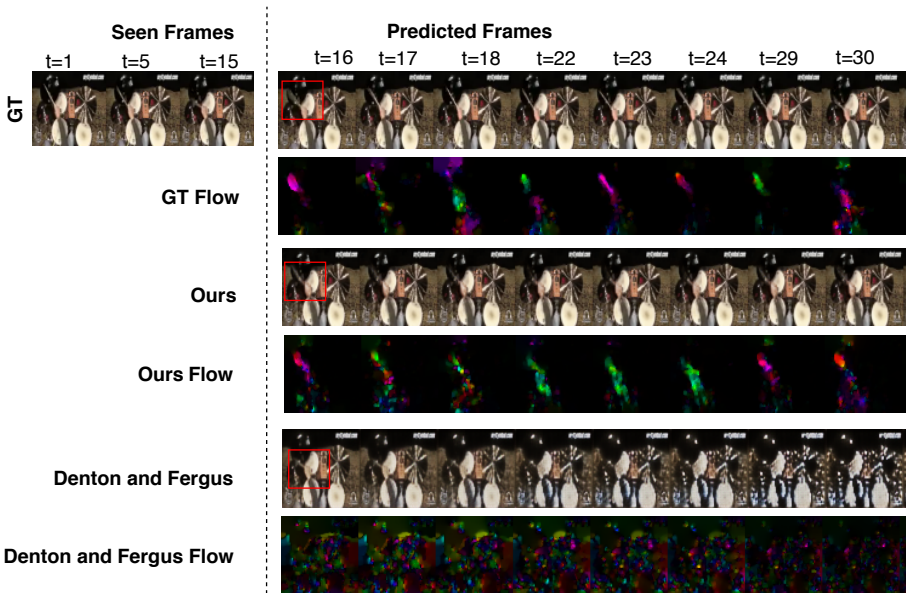 Seen Frames
Predicted Frames
t=1 t=5 t=15
t=16 t=17 t=18 t=22 t=23 t=24 t=29 t=30
GT
GT Flow
Ours
Ours Flow
Denton and Fergus
Denton and Fergus Flow